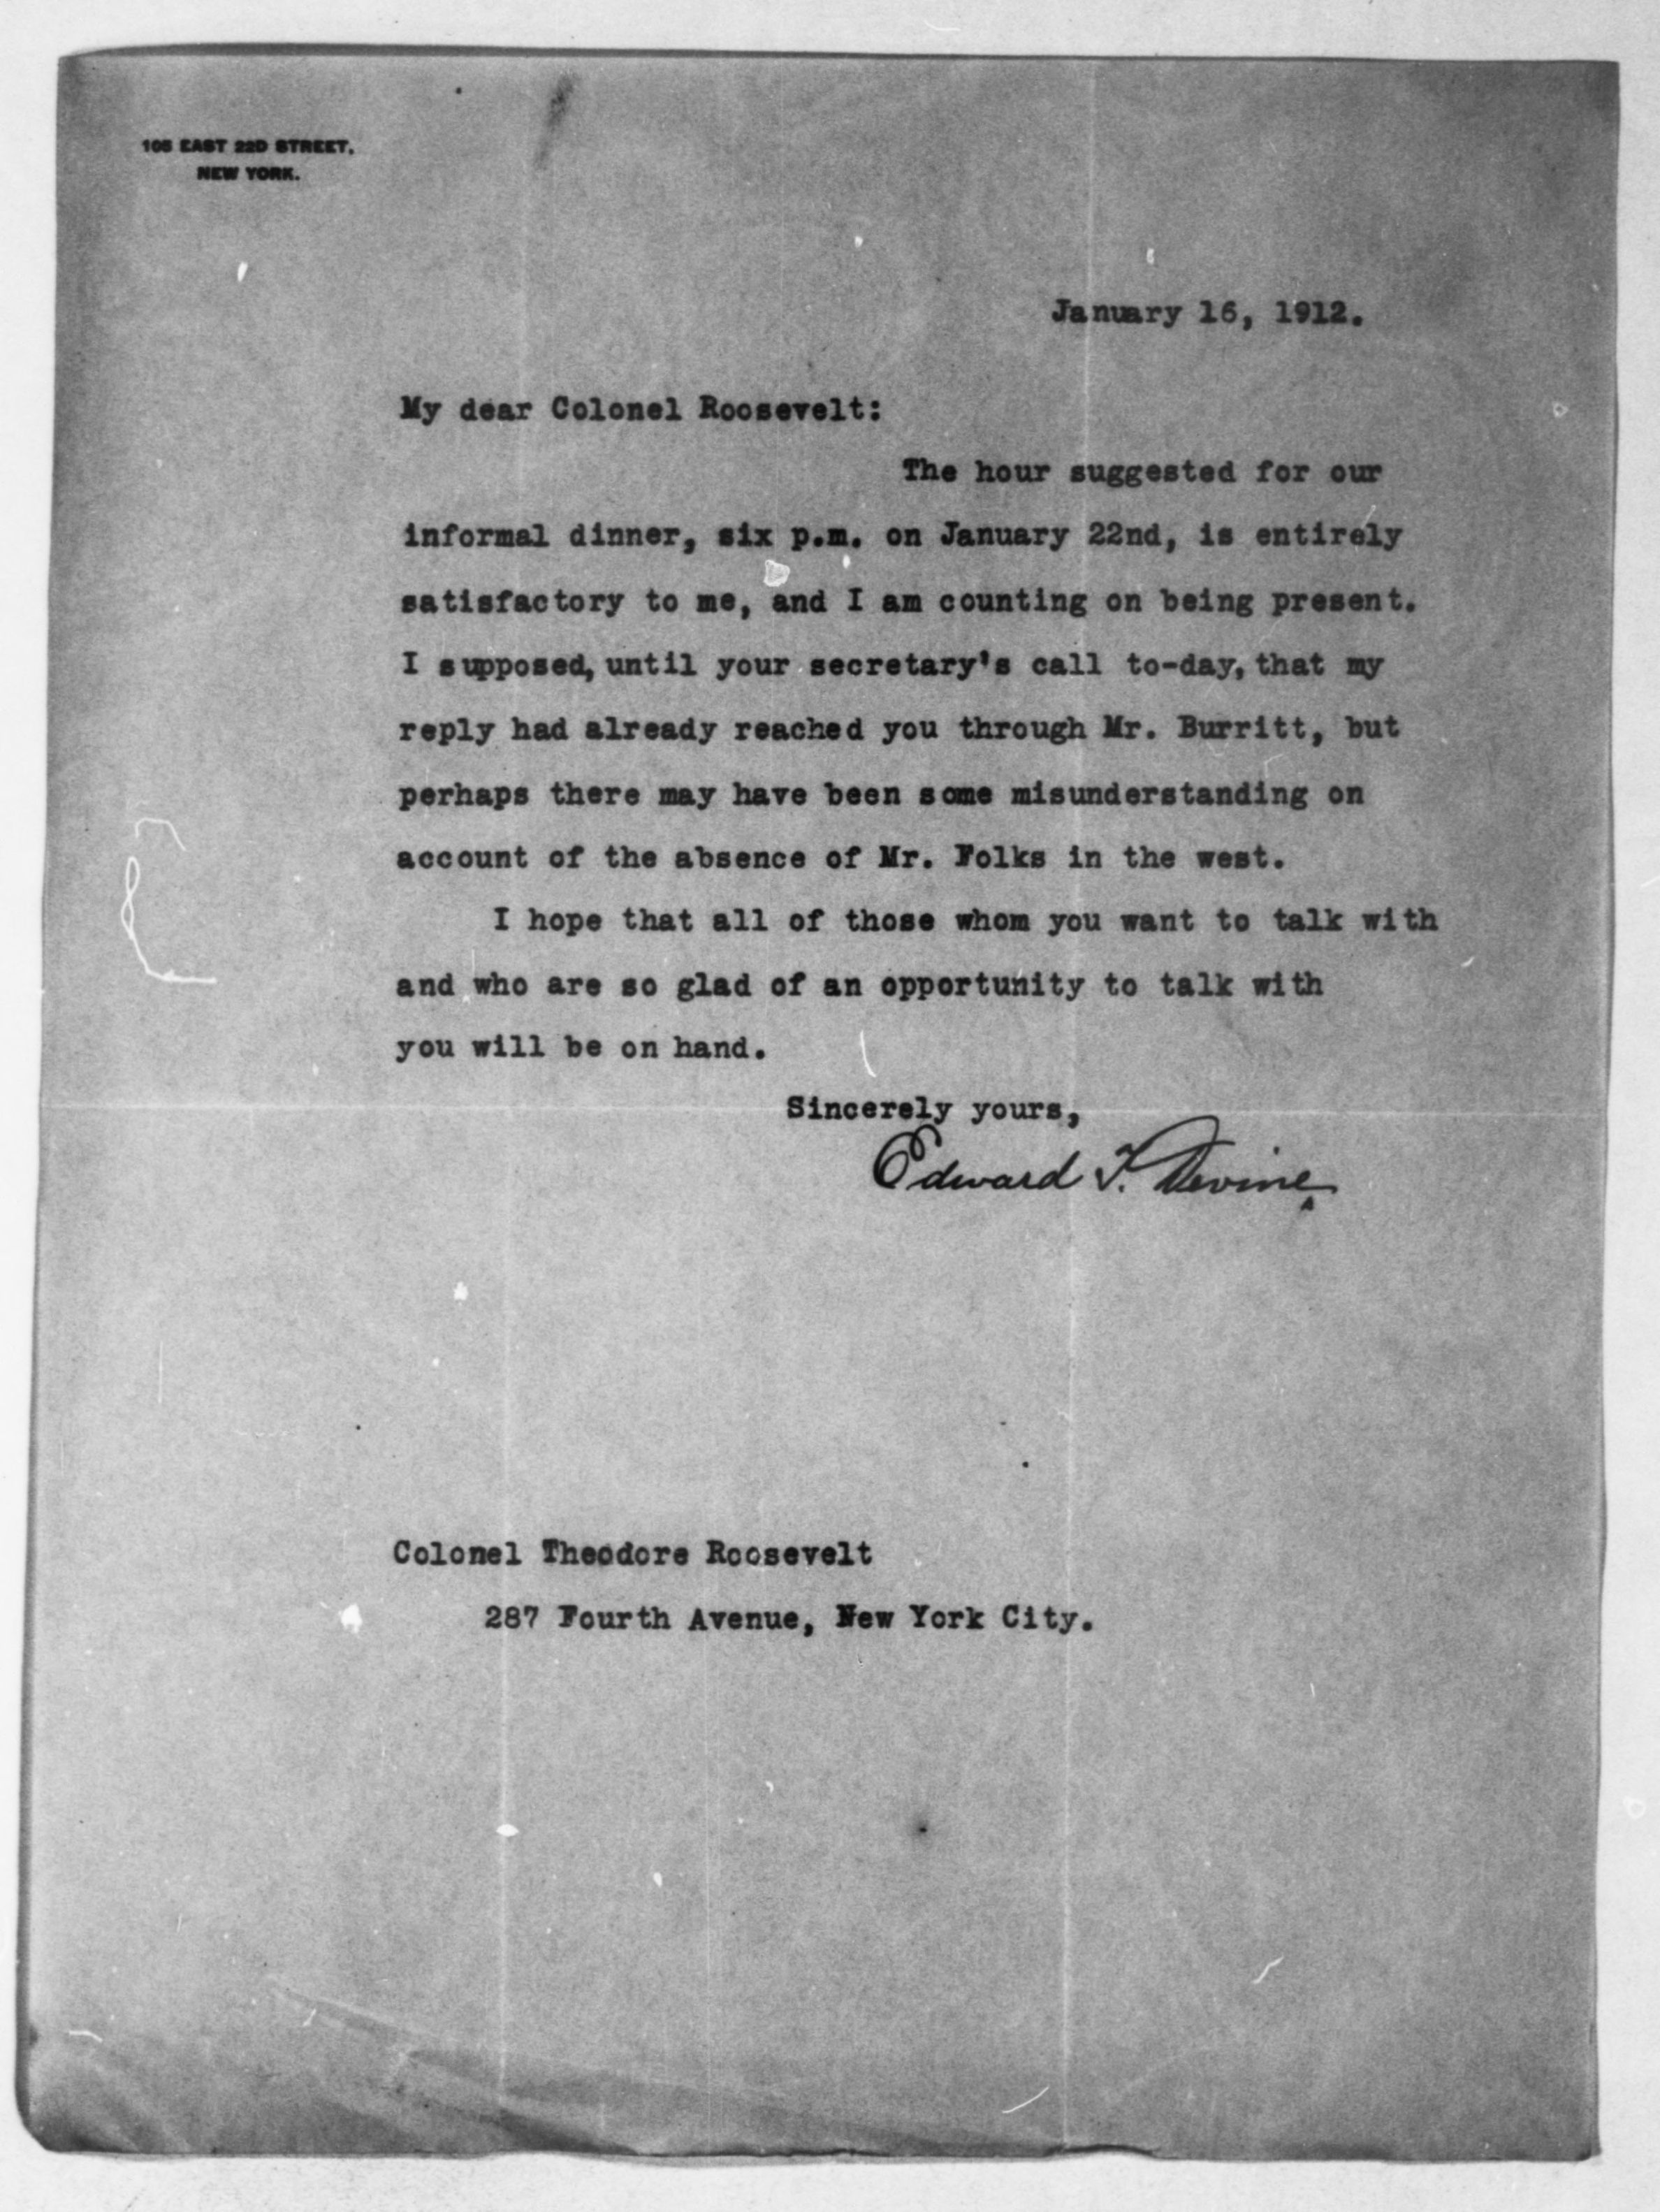 105 EAST 22D STREET,
NEW YORK.
January 16, 1912.
My dear Colonel Roosevelt:
The hour suggested for our
informal dinner, six p.m. on January 22nd, is entirely
satisfactory to me, and I am counting on being present.
I supposed, until your secretary's call to-day, that my
reply had already reached you through Mr. Burritt, but
perhaps there may have been some misunderstanding on
account of the absence of Mr. Folks in the west.
I hope that all of those whom you want to talk with
and who are so glad of an opportunity to talk with
you will be on hand.
Sincerely yours,
Edward T. Devine
Colonel Theodore Roosevelt
287 Fourth Avenue, New York City.